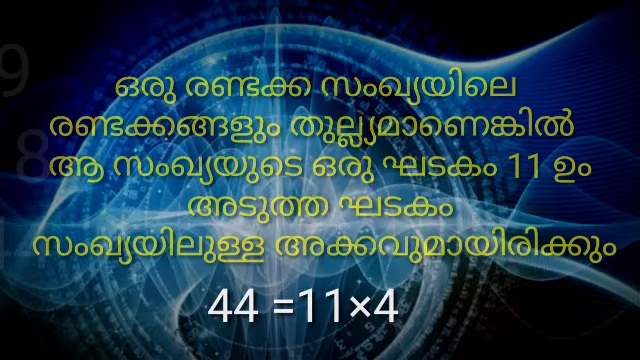 ഒരു രണ്ടക്ക സംഖ്യയിലെ
രണ്ടക്കങ്ങളും തുല്ല്യമാണെങ്കിൽ
ആ സംഖ്യയുടെ ഒരു ഘടകം 11 ഉം
അടുത്ത ഘടകം
സംഖ്യയിലുള്ള അക്കവുമായിരിക്കും
44 =11×4